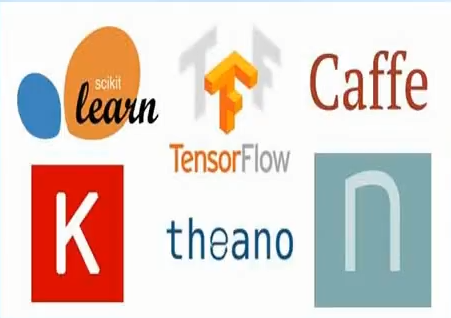 scikit
learn
TensorFlow
Caffe
K
theano
n